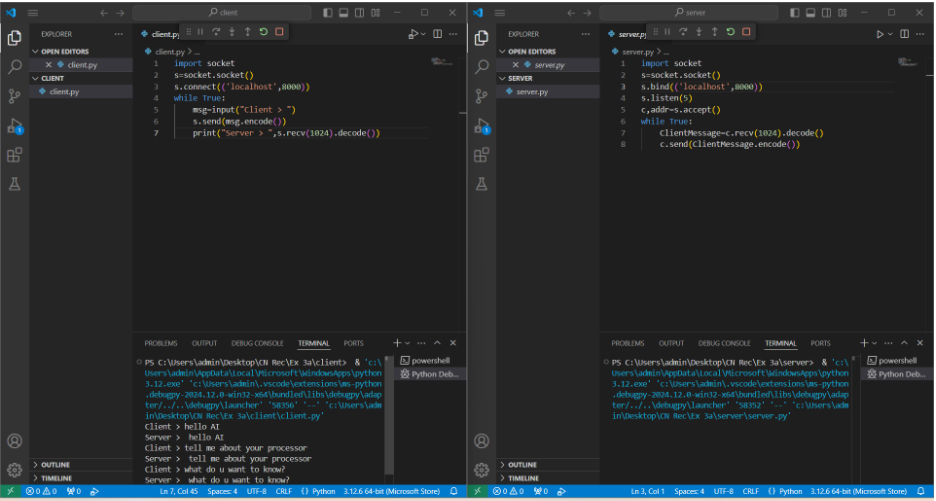 client
EXPLORER
OPEN EDITORS
client.py
CLIENT
client.py
OUTLINE
TIMELINE
client.py
client.py > ...
1 import socket
2 s=socket.socket()
3 s.connect(('localhost',8000))
4 while True:
5 msg=input("Client > ")
6 s.send(msg.encode())
7 print("Server > ",s.recv(1024).decode())
PROBLEMS OUTPUT DEBUG CONSOLE TERMINAL PORTS
powershell
Python Deb...
PS C:\Users\admin\Desktop\CN Rec\Ex 3a\client> & 'c:\
Users\admin\AppData\Local\Microsoft\WindowsApps\python
3.12.exe' 'c:\Users\admin\.vscode\extensions\ms-python
.debugpy-2024.12.0-win32-x64\bundled\libs\debugpy\adap
ter/../..\debugpy\launcher' '58356' '--' 'c:\Users\adm
in\Desktop\CN Rec\Ex 3a\client\client.py'
Client > hello AI
Server >  hello AI
Client > tell me about your processor
Server >  tell me about your processor
Client > what do u want to know?
Server >  what do u want to know?
0 0 0 Ln 7, Col 45 Spaces: 4 UTF-8 CRLF {} Python 3.12.6 64-bit (Microsoft Store)
server
EXPLORER
OPEN EDITORS
server.py
SERVER
server.py
OUTLINE
TIMELINE
server.py
server.py > ...
1 import socket
2 s=socket.socket()
3 s.bind(('localhost',8000))
4 s.listen(5)
5 c,addr=s.accept()
6 while True:
7 ClientMessage=c.recv(1024).decode()
8 c.send(ClientMessage.encode())
PROBLEMS OUTPUT DEBUG CONSOLE TERMINAL PORTS
powershell
Python Deb...
PS C:\Users\admin\Desktop\CN Rec\Ex 3a\server> & 'c:\
Users\admin\AppData\Local\Microsoft\WindowsApps\python
3.12.exe' 'c:\Users\admin\.vscode\extensions\ms-python
.debugpy-2024.12.0-win32-x64\bundled\libs\debugpy\adap
ter/../..\debugpy\launcher' '58352' '--' 'c:\Users\adm
in\Desktop\CN Rec\Ex 3a\server\server.py'
0 0 0 Ln 3, Col 1 Spaces: 4 UTF-8 CRLF {} Python 3.12.6 64-bit (Microsoft Store)